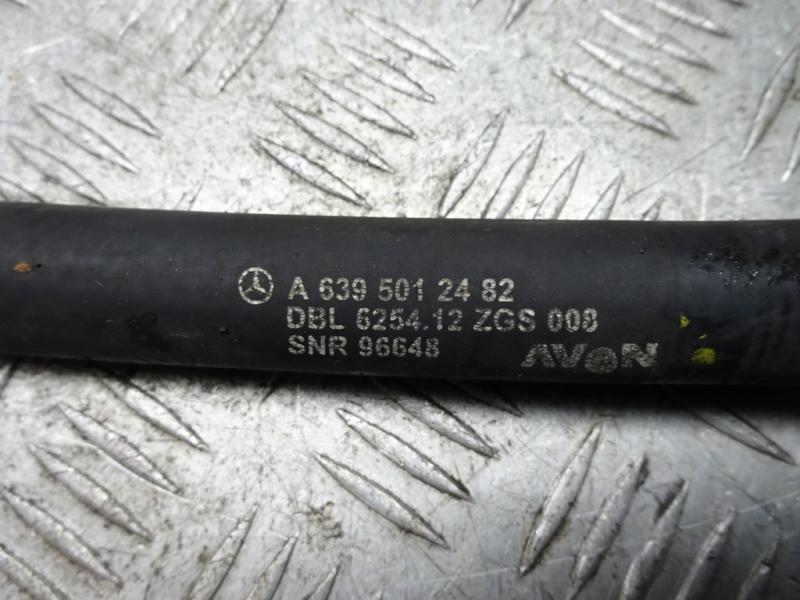 A 639 501 24 82
DBL 6254.12 ZGS 008
SNR 96648
AVON